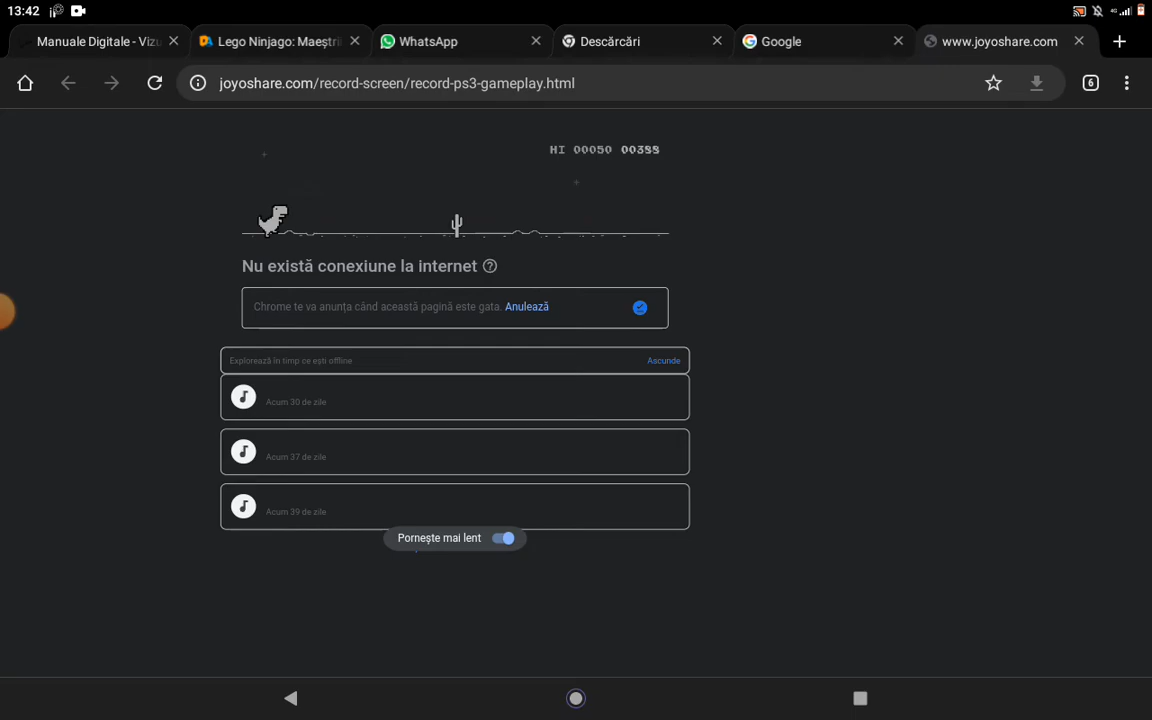 13:42
4G
Manuale Digitale - Vizu
Lego Ninjago: Maeștrii
WhatsApp
Descărcări
Google
www.joyoshare.com
joyoshare.com/record-screen/record-ps3-gameplay.html
6
HI 00050 00388
Nu există conexiune la internet
Chrome te va anunța când această pagină este gata. Anulează
Explorează în timp ce ești offline
Ascunde
Acum 30 de zile
Acum 37 de zile
Acum 39 de zile
Pornește mai lent